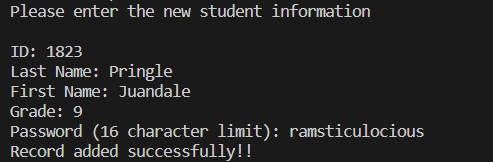 Please enter the new student information
ID: 1823
Last Name: Pringle
First Name: Juandale
Grade: 9
Password (16 character limit): ramsticulocious
Record added successfully!!